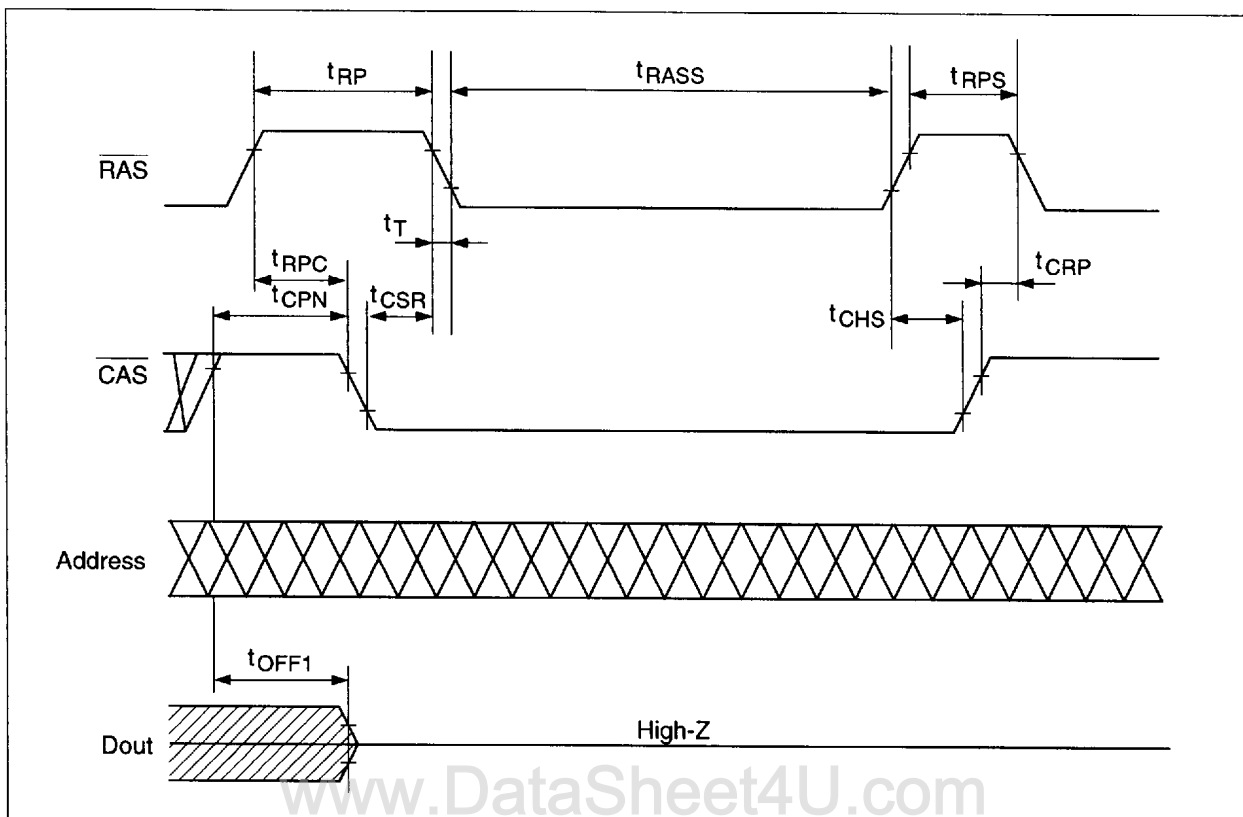 tRP
tRASS
tRPS
RAS
tT
tRPC
tCRP
tCPN
tCSR
tCHS
CAS
Address
tOFF1
High-Z
Dout
www.DataSheet4U.com